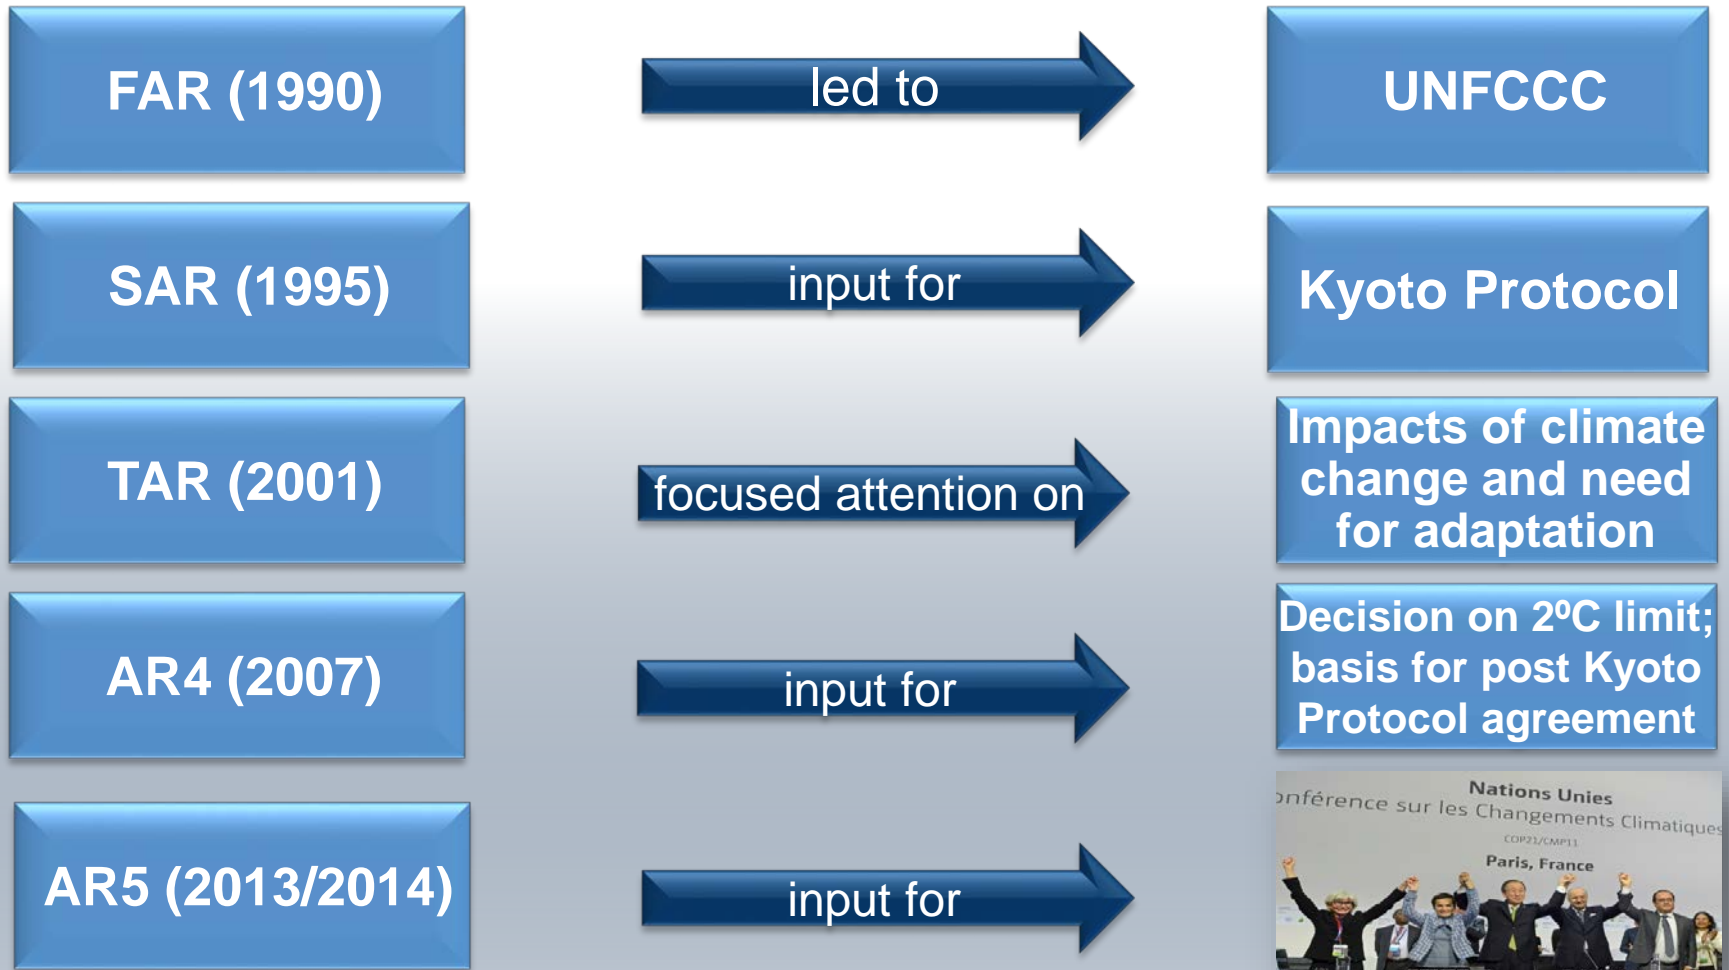 FAR (1990)
led to
UNFCCC
SAR (1995)
input for
Kyoto Protocol
TAR (2001)
focused attention on
Impacts of climate
change and need
for adaptation
AR4 (2007)
input for
Decision on 2ºC limit;
basis for post Kyoto
Protocol agreement
AR5 (2013/2014)
input for
Nations Unies
onférence sur les Changements Climatiques
COP21/CMP11
Paris, France